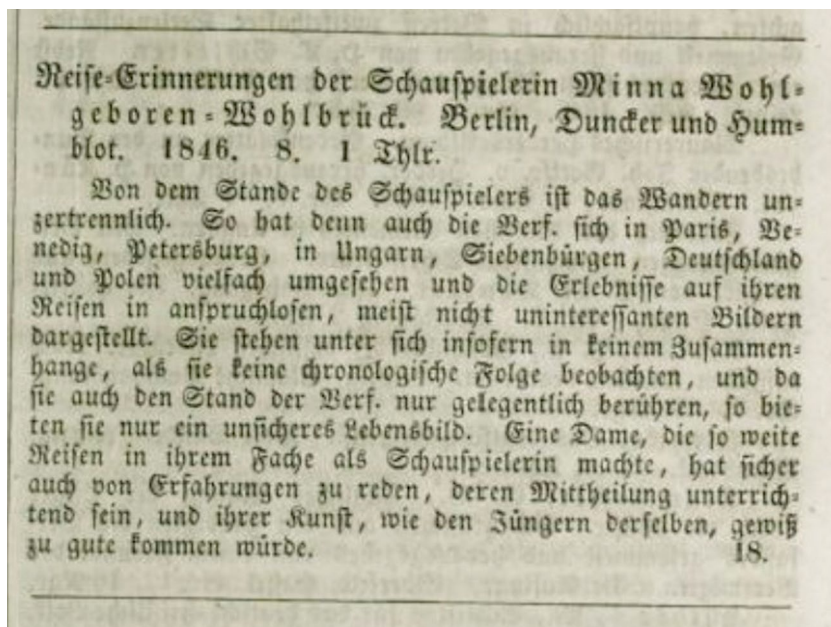 Reise-Erinnerungen der Schauspielerin Minna Wohl-
geboren-Wohlbrück. Berlin, Duncker und Hum-
blot. 1846. 8. 1 Thlr.
Von dem Stande des Schauspielers ist das Wandern un-
zertrennlich. So hat denn auch die Verf. sich in Paris, Ve-
nedig, Petersburg, in Ungarn, Siebenbürgen, Deutschland
und Polen vielfach umgesehen und die Erlebnisse auf ihren
Reisen in anspruchlosen, meist nicht uninteressanten Bildern
dargestellt. Sie stehen unter sich insofern in keinem Zusammen-
hange, als sie keine chronologische Folge beobachten, und da
sie auch den Stand der Verf. nur gelegentlich berühren, so bie-
ten sie nur ein unsicheres Lebensbild. Eine Dame, die so weite
Reisen in ihrem Fache als Schauspielerin machte, hat sicher
auch von Erfahrungen zu reden, deren Mittheilung unterrich-
tend sein, und ihrer Kunst, wie den Jüngern derselben, gewiß
zu gute kommen würde. 18.